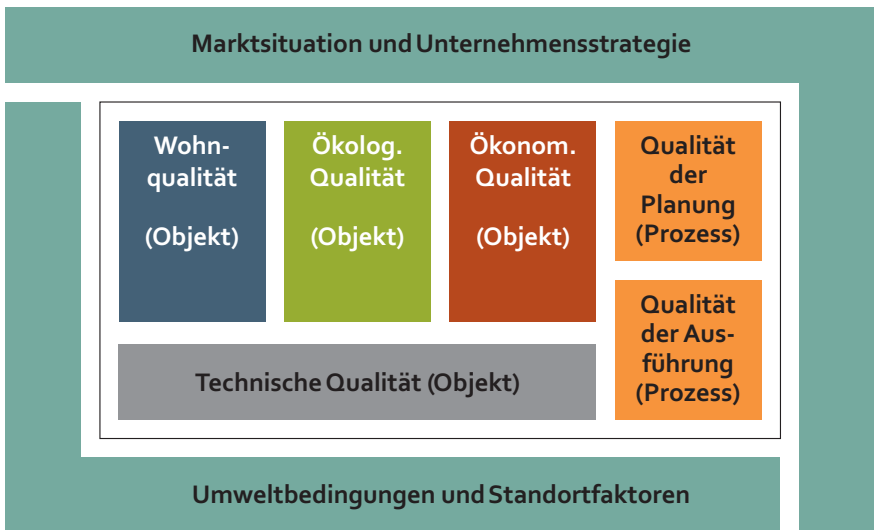 Marktsituation und Unternehmensstrategie
Wohn-
qualität
(Objekt)
Ökolog.
Qualität
(Objekt)
Ökonom.
Qualität
(Objekt)
Qualität
der
Planung
(Prozess)
Qualität
der Aus-
führung
(Prozess)
Technische Qualität (Objekt)
Umweltbedingungen und Standortfaktoren